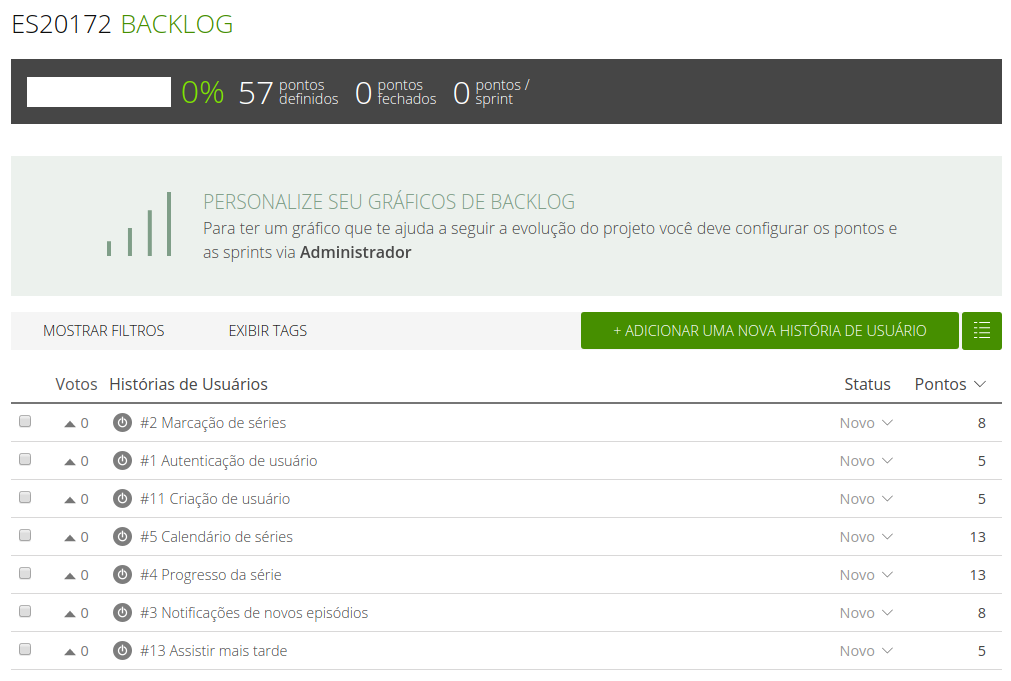 ES20172 BACKLOG
0% 57 pontos definidos 0 pontos fechados 0 pontos / sprint
PERSONALIZE SEU GRÁFICOS DE BACKLOG
Para ter um gráfico que te ajuda a seguir a evolução do projeto você deve configurar os pontos e
as sprints via Administrador
MOSTRAR FILTROS EXIBIR TAGS + ADICIONAR UMA NOVA HISTÓRIA DE USUÁRIO
Votos Histórias de Usuários Status Pontos
0 #2 Marcação de séries Novo 8
0 #1 Autenticação de usuário Novo 5
0 #11 Criação de usuário Novo 5
0 #5 Calendário de séries Novo 13
0 #4 Progresso da série Novo 13
0 #3 Notificações de novos episódios Novo 8
0 #13 Assistir mais tarde Novo 5